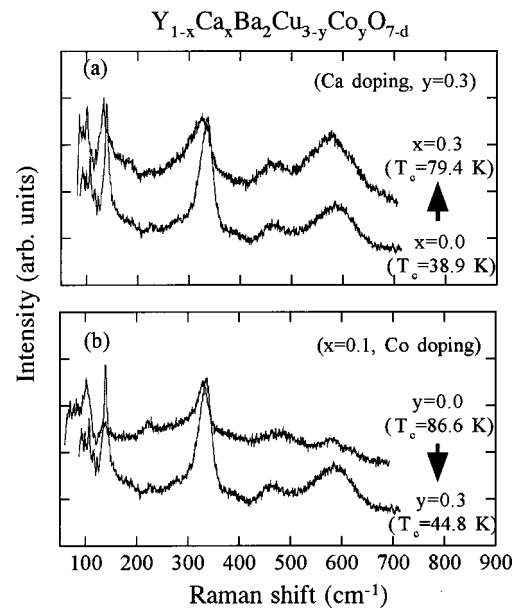 Y₁₋ₓCaₓBa₂Cu₃₋yCoyO₇₋d
(a)
(Ca doping, y=0.3)
x=0.3
(Tc=79.4 K)
x=0.0
(Tc=38.9 K)
Intensity (arb. units)
(b)
(x=0.1, Co doping)
y=0.0
(Tc=86.6 K)
y=0.3
(Tc=44.8 K)
100 200 300 400 500 600 700 800 900
Raman shift (cm⁻¹)